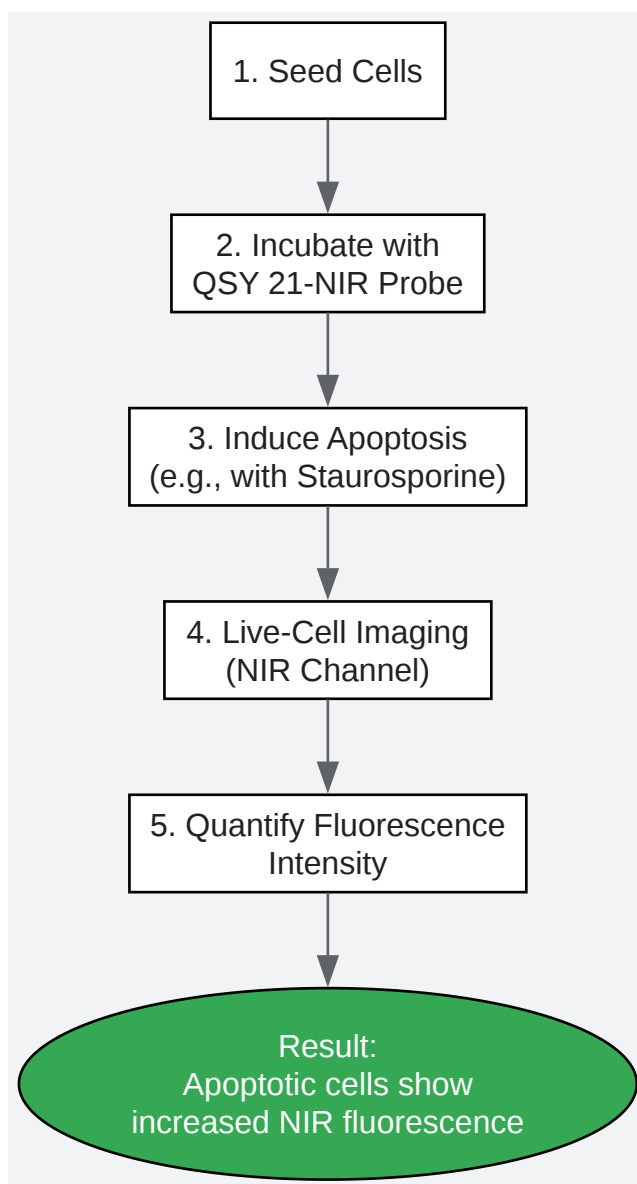 1. Seed Cells
2. Incubate with
QSY 21-NIR Probe
3. Induce Apoptosis
(e.g., with Staurosporine)
4. Live-Cell Imaging
(NIR Channel)
5. Quantify Fluorescence
Intensity
Result:
Apoptotic cells show
increased NIR fluorescence